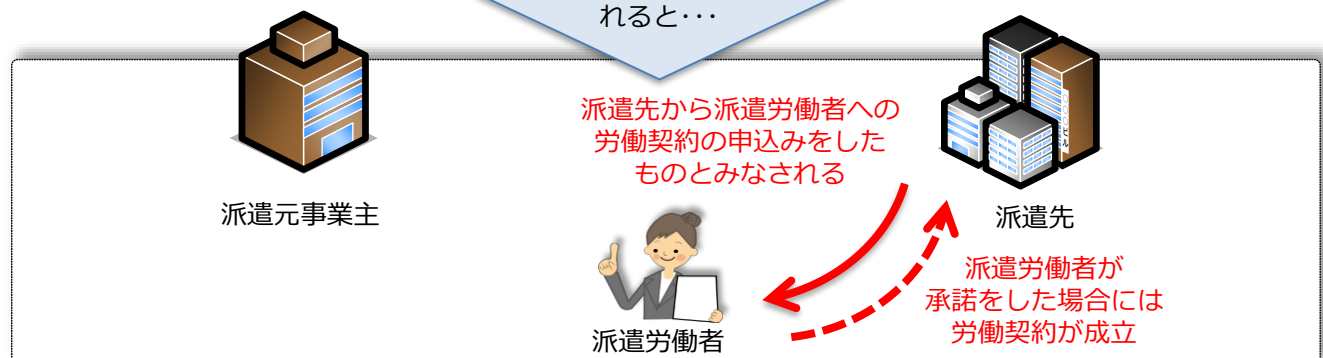 れると･･･
派遣先から派遣労働者への
労働契約の申込みをした
ものとみなされる
派遣元事業主
派遣先
派遣労働者が
承諾をした場合には
労働契約が成立
派遣労働者